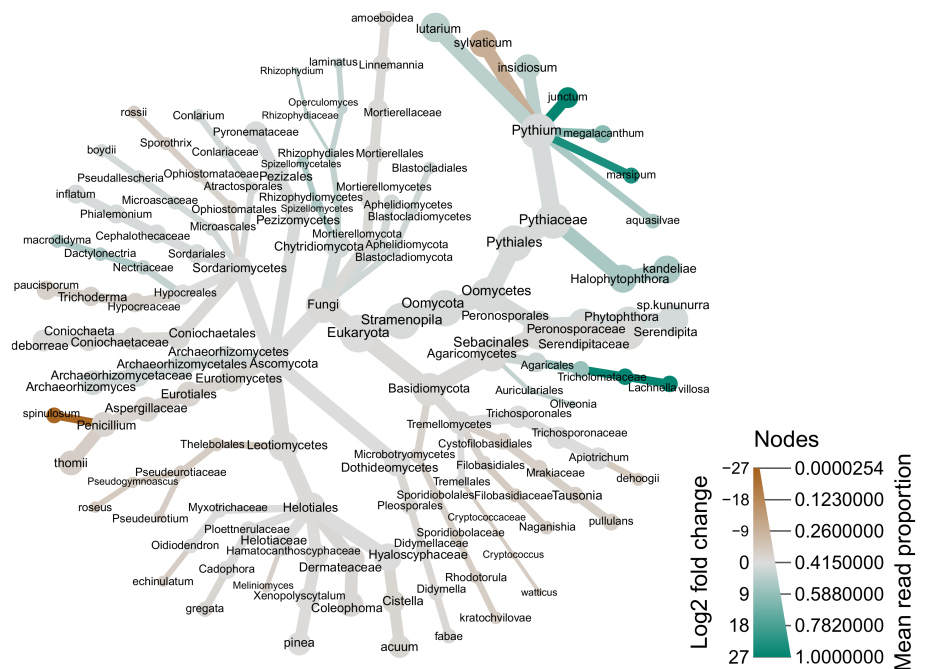 amoeboidea
lutarium
sylvaticum
laminatus
Linnemannia
insidiosum
Rhizophydium
junctum
Operculomyces
rossii
Conlarium
Rhizophydiaceae
Mortierellaceae
Pyronemataceae
Pythium
megalacanthum
Sporothrix
boydii
Conlariaceae
Rhizophydiales
Mortierellales
Spizellomycetales
Blastocladiales
Pseudallescheria
Ophiostomataceae
Pezizales
marsipum
Atractosporales
Mortierellomycetes
inflatum
Microascaceae
Rhizophydiomycetes
Aphelidiomycetes
Phialemonium
Ophiostomatales
Spizellomycetes
Blastocladiomycetes
Pezizomycetes
Pythiaceae
aquasilvae
Microascales
Mortierellomycota
macrodidyma
Cephalothecaceae
Chytridiomycota
Aphelidiomycota
Pythiales
Dactylonectria
Sordariales
Blastocladiomycota
Nectriaceae
Sordariomycetes
kandeliae
Halophytophthora
paucisporum
Trichoderma
Hypocreales
Oomycetes
Hypocreaceae
Fungi
Oomycota
sp.kununurra
Stramenopila
Peronosporales
Phytophthora
Coniochaeta
Coniochaetales
Eukaryota
Peronosporaceae
Serendipita
deborreae
Coniochaetaceae
Sebacinales
Serendipitaceae
Archaeorhizomycetes
Agaricomycetes
Archaeorhizomycetales
Ascomycota
Agaricales
Archaeorhizomycetaceae
Eurotiomycetes
Tricholomataceae
Archaeorhizomyces
Basidiomycota
Auriculariales
Lachnella
villosa
Eurotiales
Oliveonia
spinulosum
Aspergillaceae
Trichosporonales
Penicillium
Tremellomycetes
Trichosporonaceae
Thelebolales
Leotiomycetes
Cystofilobasidiales
Microbotryomycetes
Apiotrichum
thomii
Dothideomycetes
Filobasidiales
Pseudeurotiaceae
Mrakiaceae
dehoogii
Pseudogymnoascus
Tremellales
Sporidiobolales
Filobasidiaceae
Tausonia
roseus
Myxotrichaceae
Helotiales
Pleosporales
Pseudeurotium
Cryptococcaceae
pullulans
Ploettnerulaceae
Naganishia
Sporidiobolaceae
Oidiodendron
Helotiaceae
Didymellaceae
Hamatocanthoscyphaceae
Hyaloscyphaceae
Cryptococcus
Cadophora
Dermateaceae
echinulatum
Meliniomyces
Rhodotorula
Xenopolyscytalum
Didymella
watticus
gregata
Coleophoma
Cistella
kratochvilovae
pinea
acuum
fabae
Nodes
Log2 fold change
Mean read proportion
−27 0.0000254
−18 0.1230000
−9 0.2600000
0 0.4150000
9 0.5880000
18 0.7820000
27 1.0000000